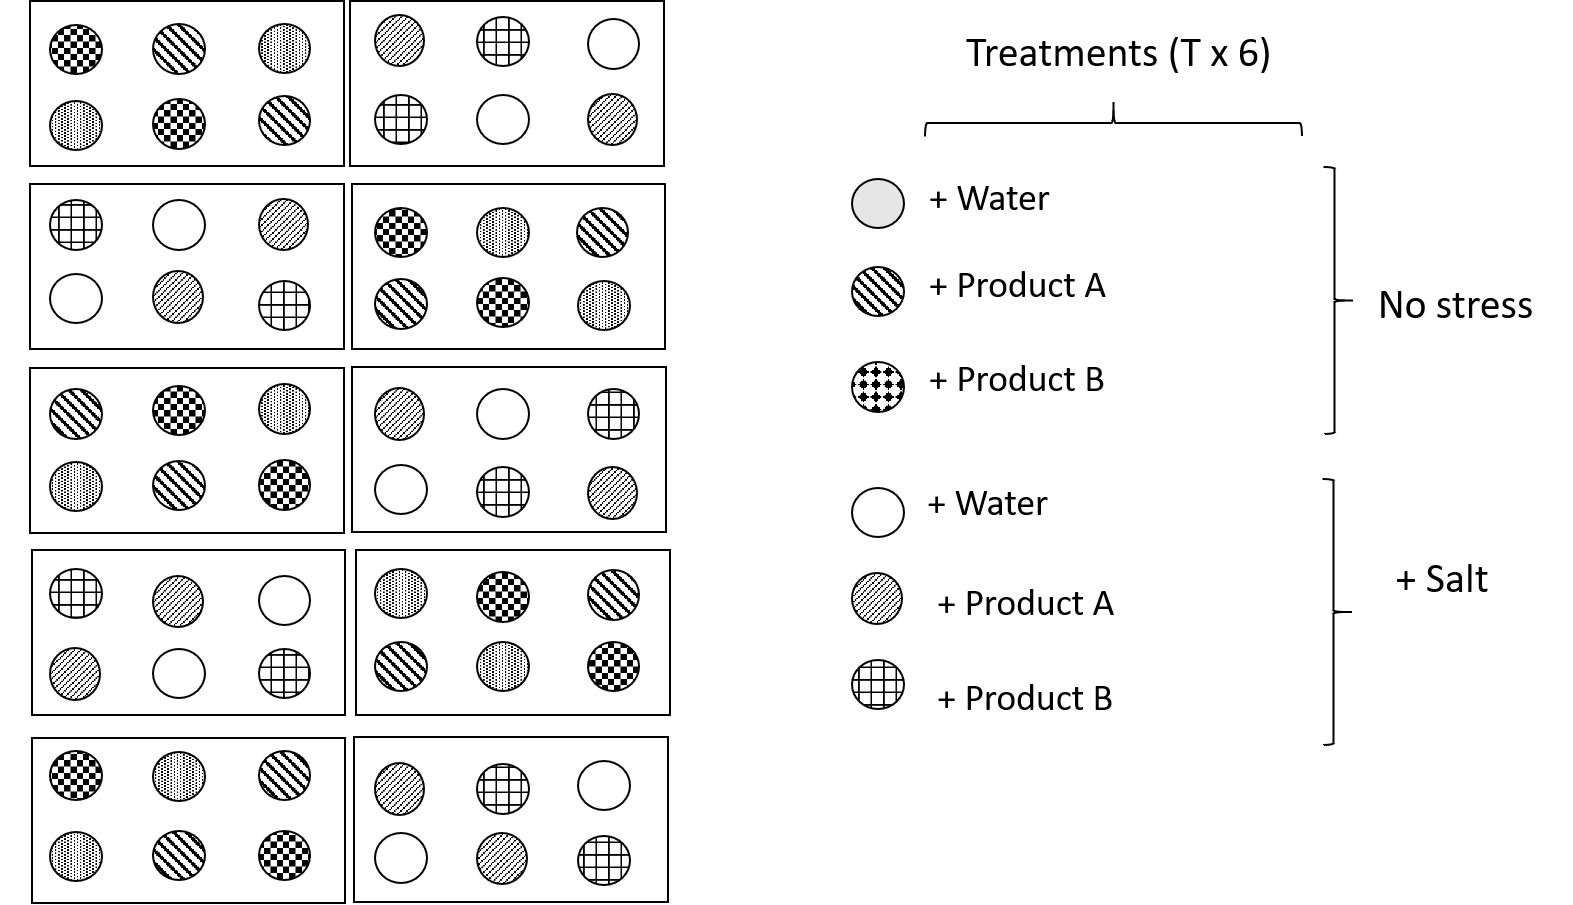 Treatments (T x 6)
+ Water
+ Product A
+ Product B
No stress
+ Water
+ Product A
+ Product B
+ Salt